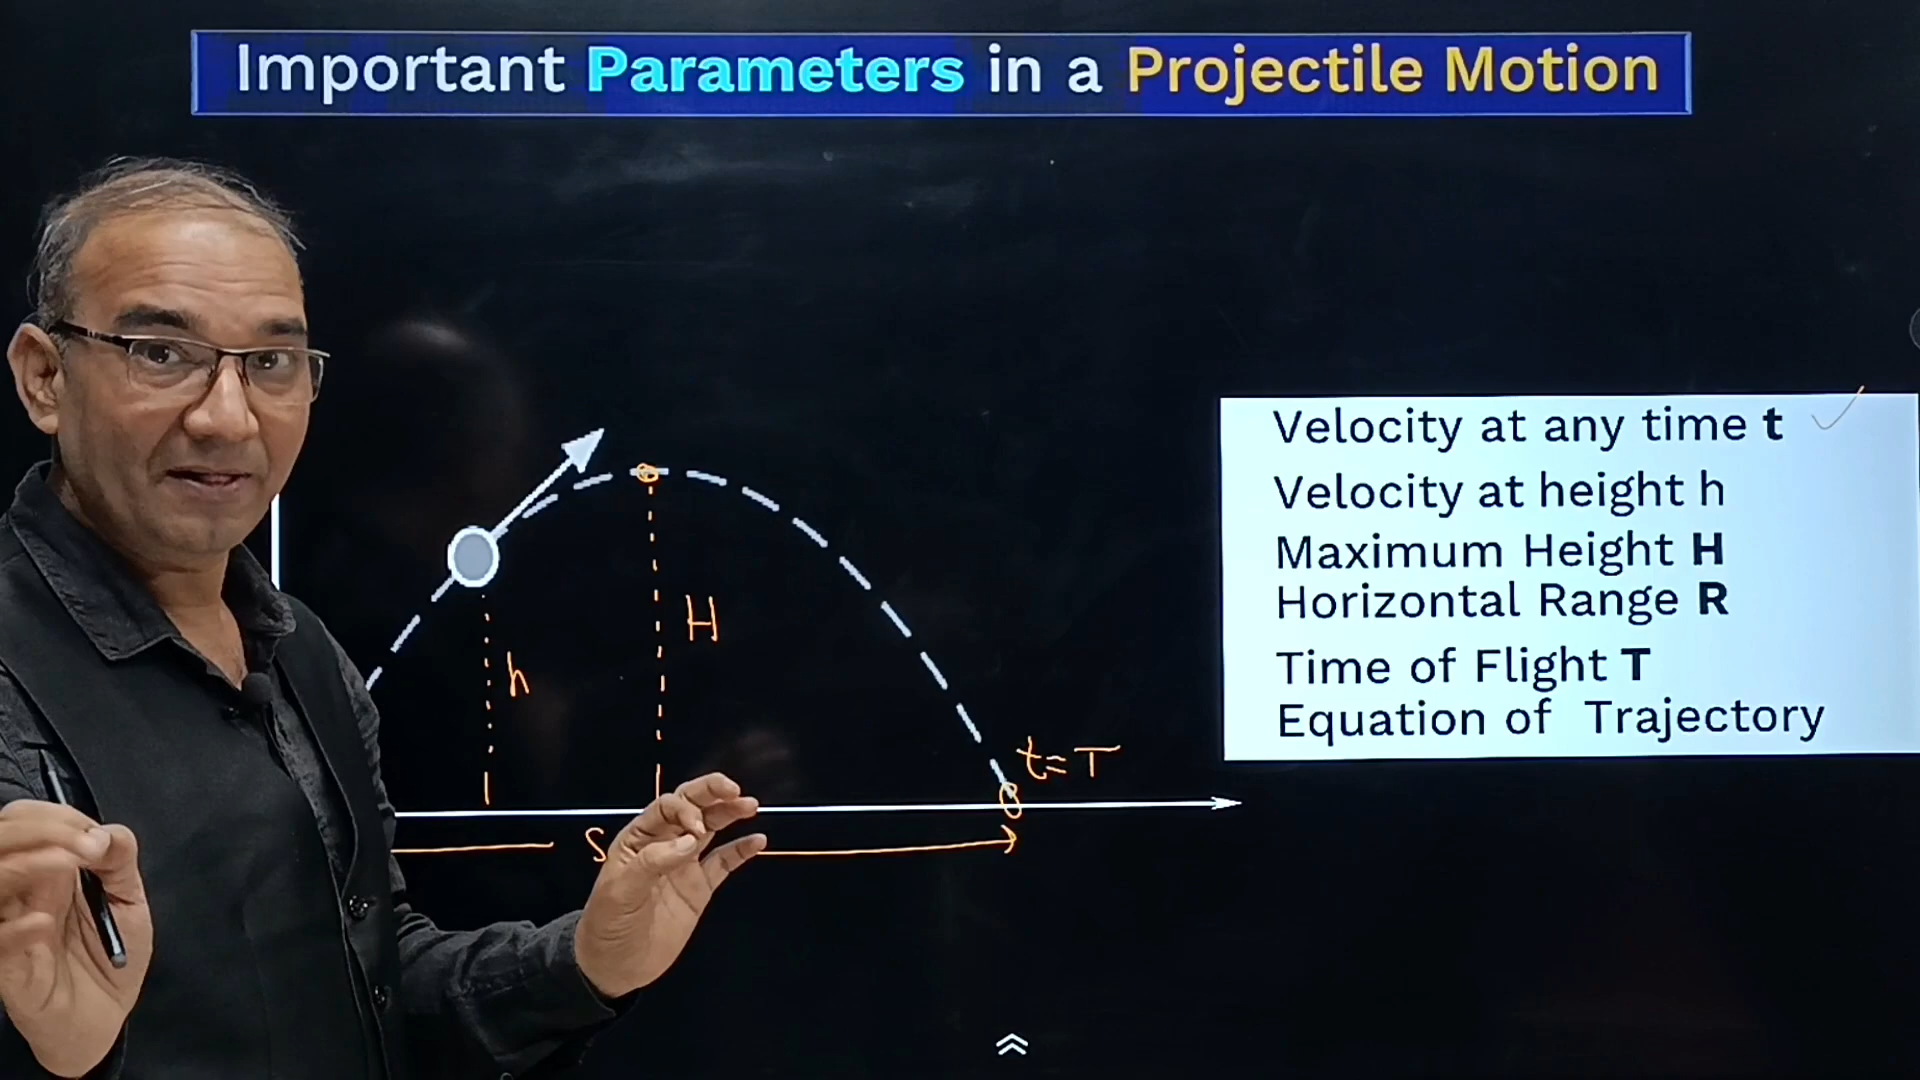 Important Parameters in a Projectile Motion
Velocity at any time t
Velocity at height h
Maximum Height H
Horizontal Range R
Time of Flight T
Equation of Trajectory
H
h
t = T
S